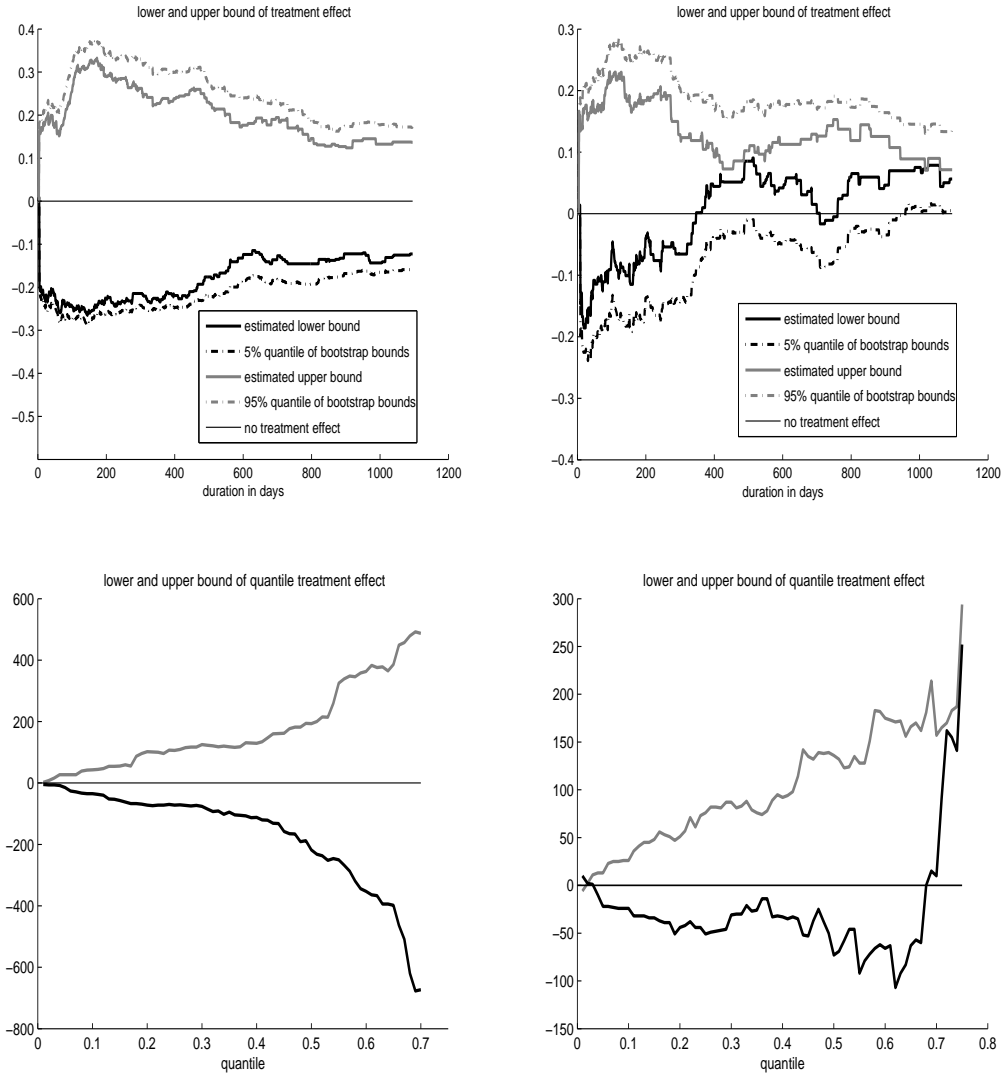 lower and upper bound of treatment effect
0.4
0.3
0.2
0.1
0
−0.1
−0.2
−0.3
−0.4
−0.5
estimated lower bound
5% quantile of bootstrap bounds
estimated upper bound
95% quantile of bootstrap bounds
no treatment effect
0 200 400 600 800 1000 1200
duration in days
lower and upper bound of treatment effect
0.3
0.2
0.1
0
−0.1
−0.2
−0.3
−0.4
estimated lower bound
5% quantile of bootstrap bounds
estimated upper bound
95% quantile of bootstrap bounds
no treatment effect
0 200 400 600 800 1000 1200
duration in days
lower and upper bound of quantile treatment effect
600
400
200
0
−200
−400
−600
−800
0 0.1 0.2 0.3 0.4 0.5 0.6 0.7
quantile
lower and upper bound of quantile treatment effect
300
250
200
150
100
50
0
−50
−100
−150
0 0.1 0.2 0.3 0.4 0.5 0.6 0.7 0.8
quantile